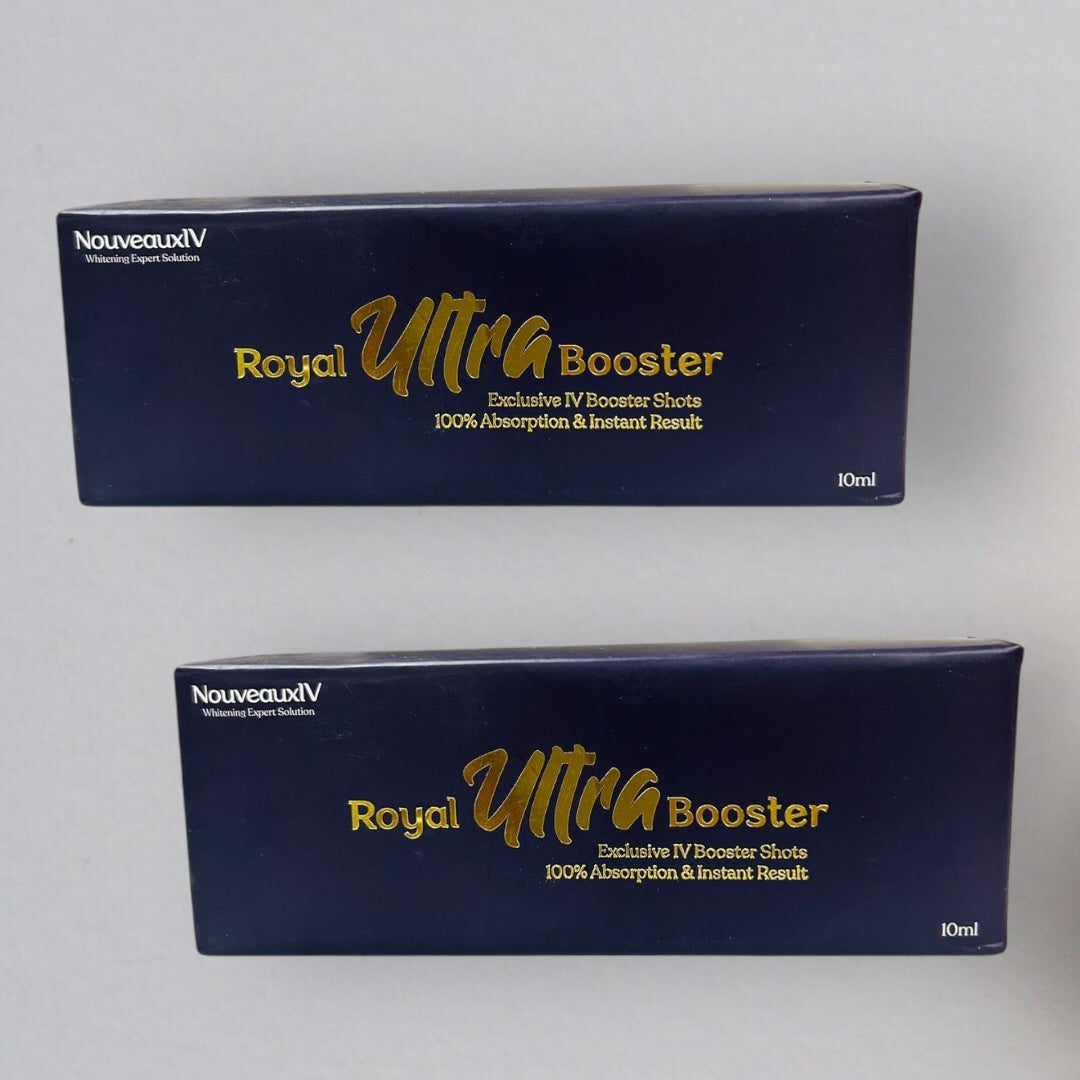 NouveauxIV
Whitening Expert Solution
Royal Ultra Booster
Exclusive IV Booster Shots
100% Absorption & Instant Result
10ml
NouveauxIV
Whitening Expert Solution
Royal Ultra Booster
Exclusive IV Booster Shots
100% Absorption & Instant Result
10ml